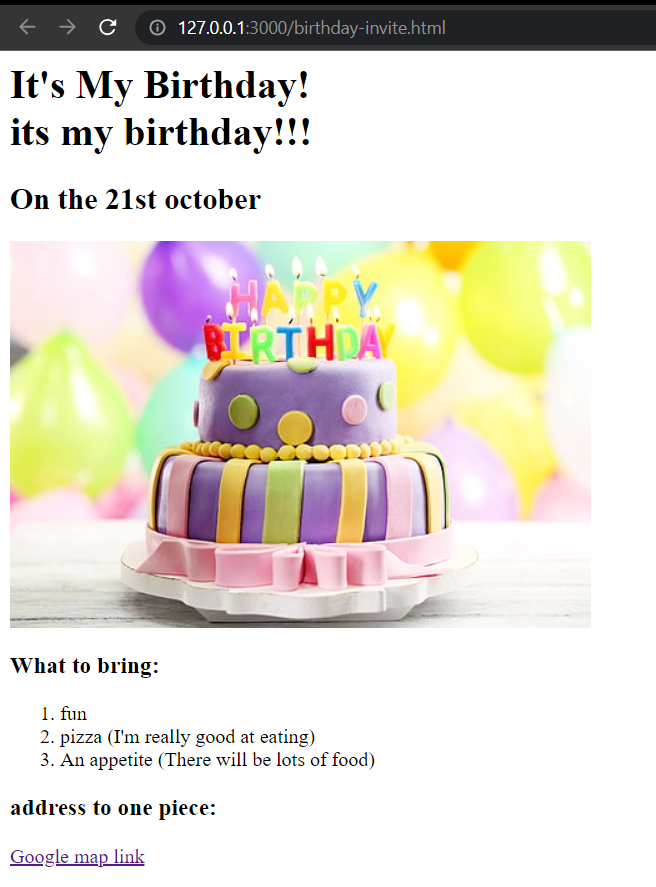 127.0.0.1:3000/birthday-invite.html
It's My Birthday!
its my birthday!!!
On the 21st october
HAPPY
BIRTHDAY
What to bring:
1. fun
2. pizza (I'm really good at eating)
3. An appetite (There will be lots of food)
address to one piece:
Google map link